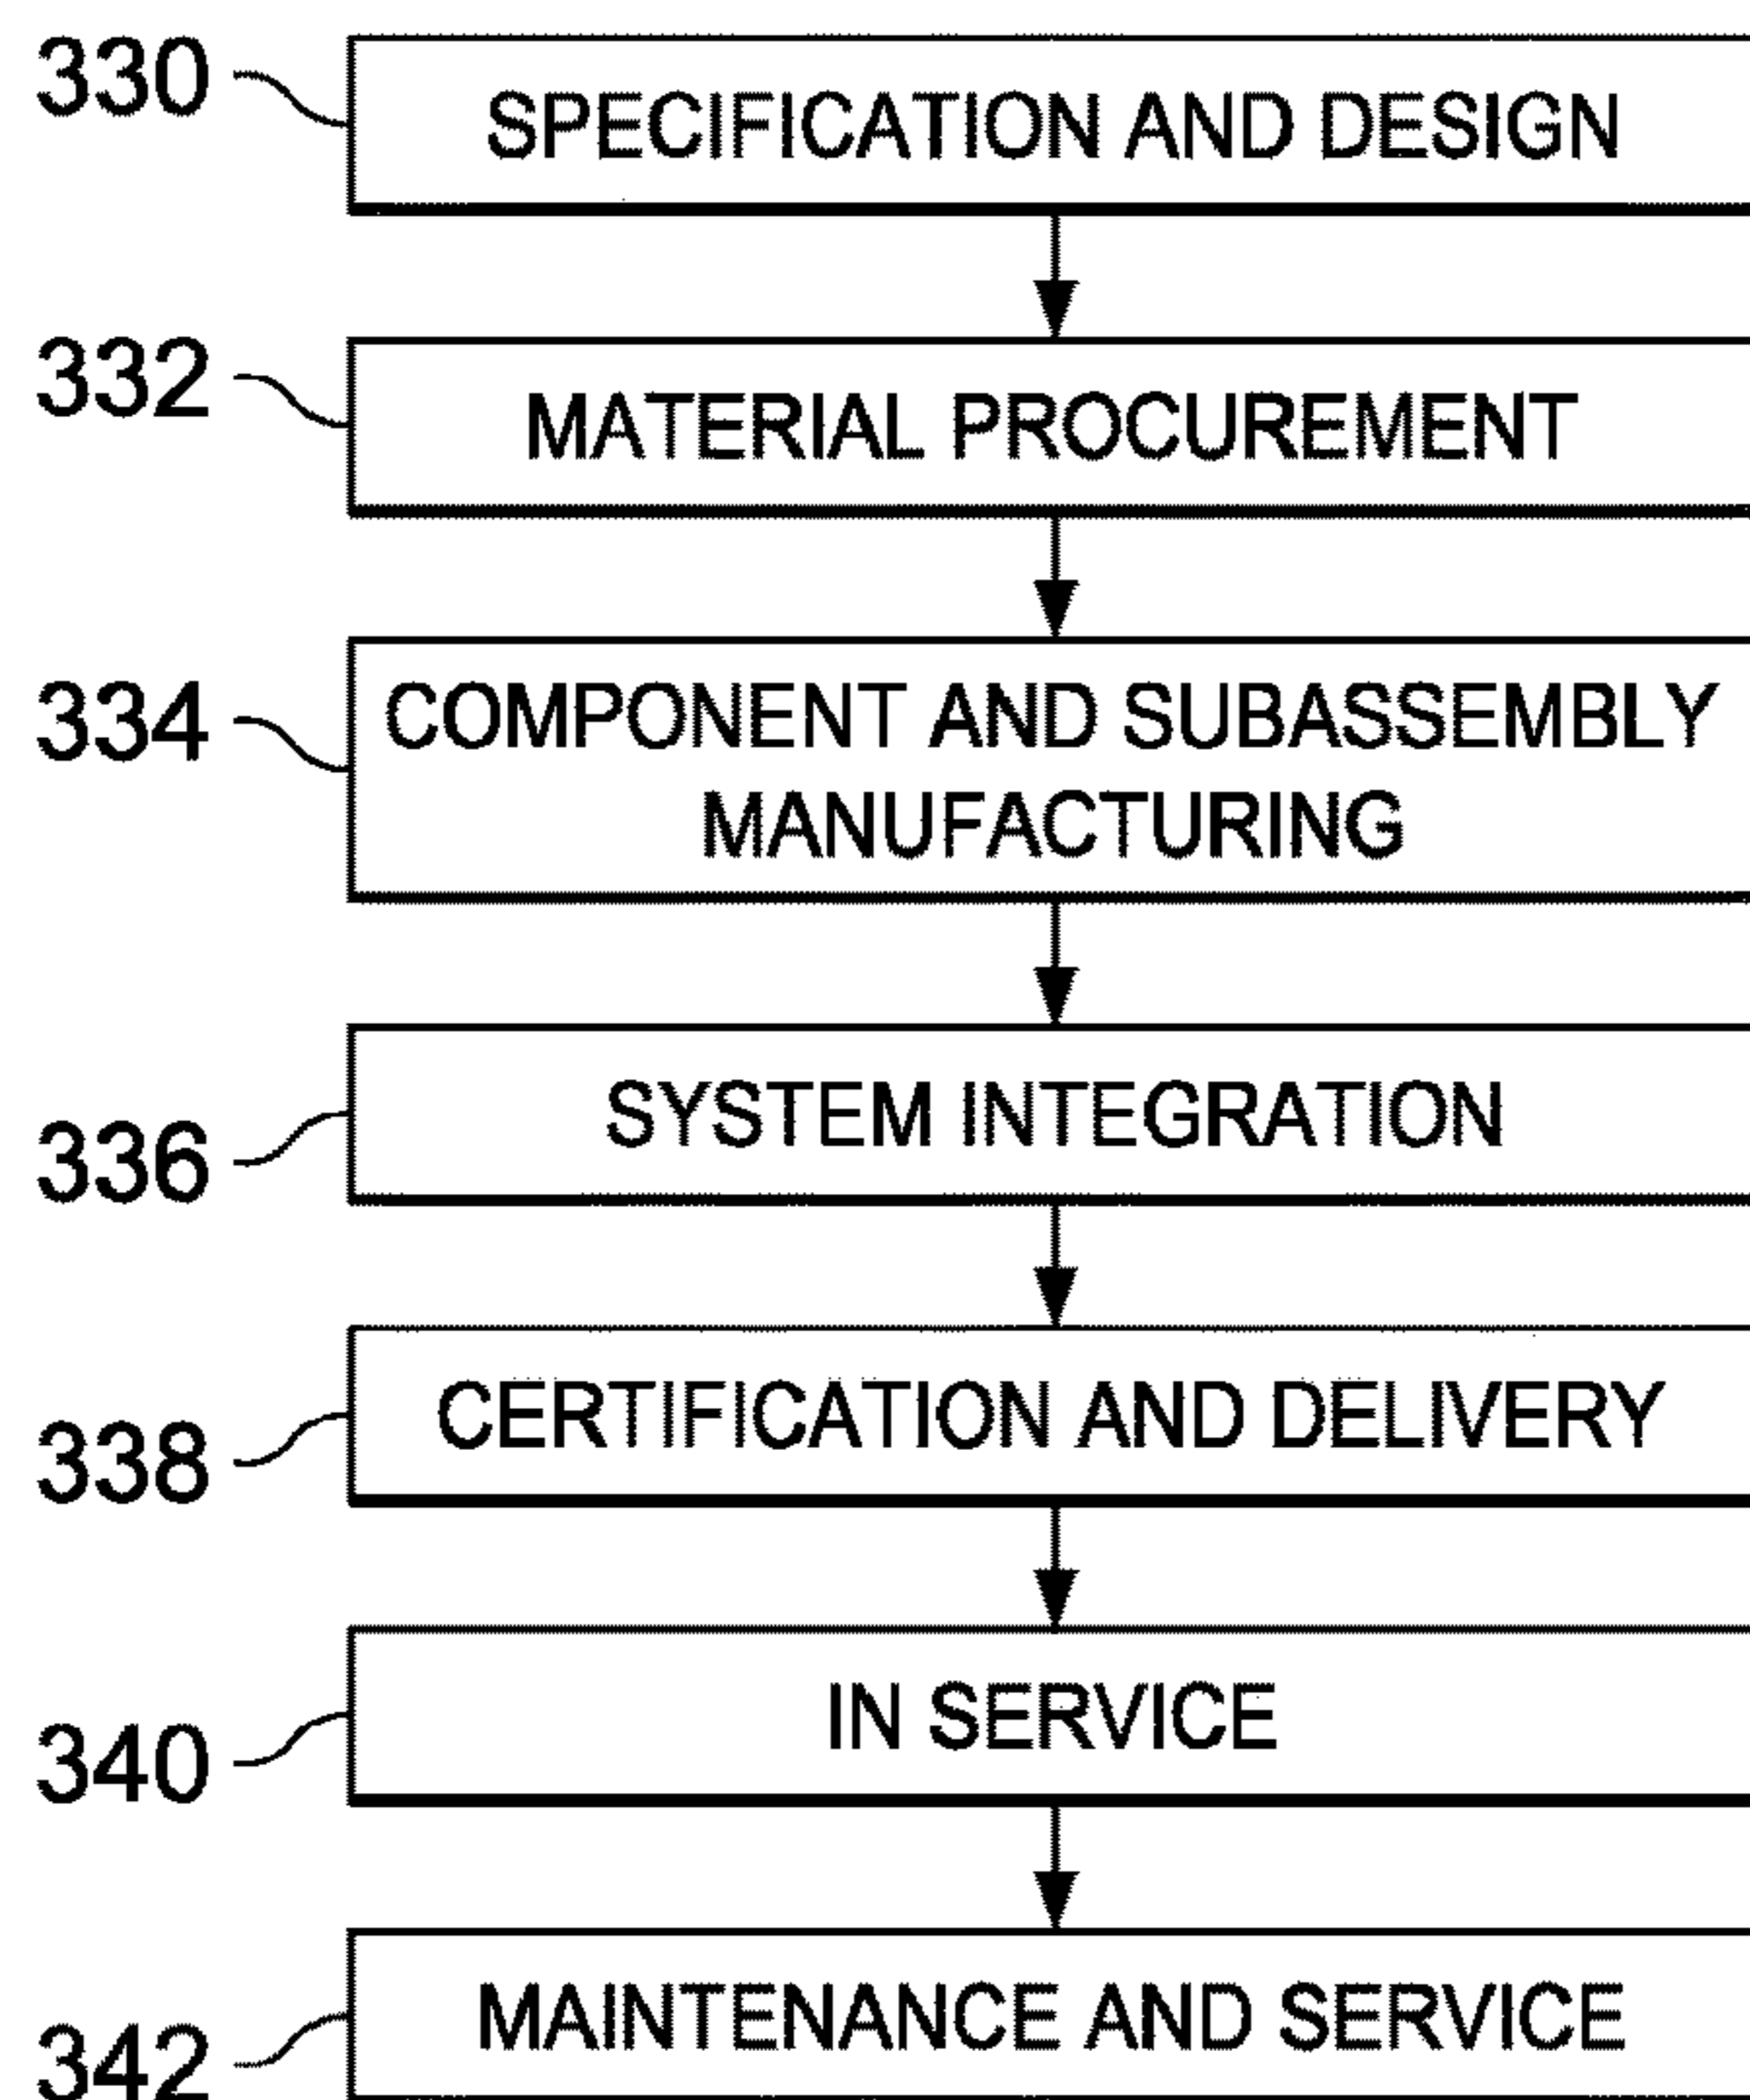 330 SPECIFICATION AND DESIGN
332 MATERIAL PROCUREMENT
334 COMPONENT AND SUBASSEMBLY
MANUFACTURING
336 SYSTEM INTEGRATION
338 CERTIFICATION AND DELIVERY
340 IN SERVICE
342 MAINTENANCE AND SERVICE